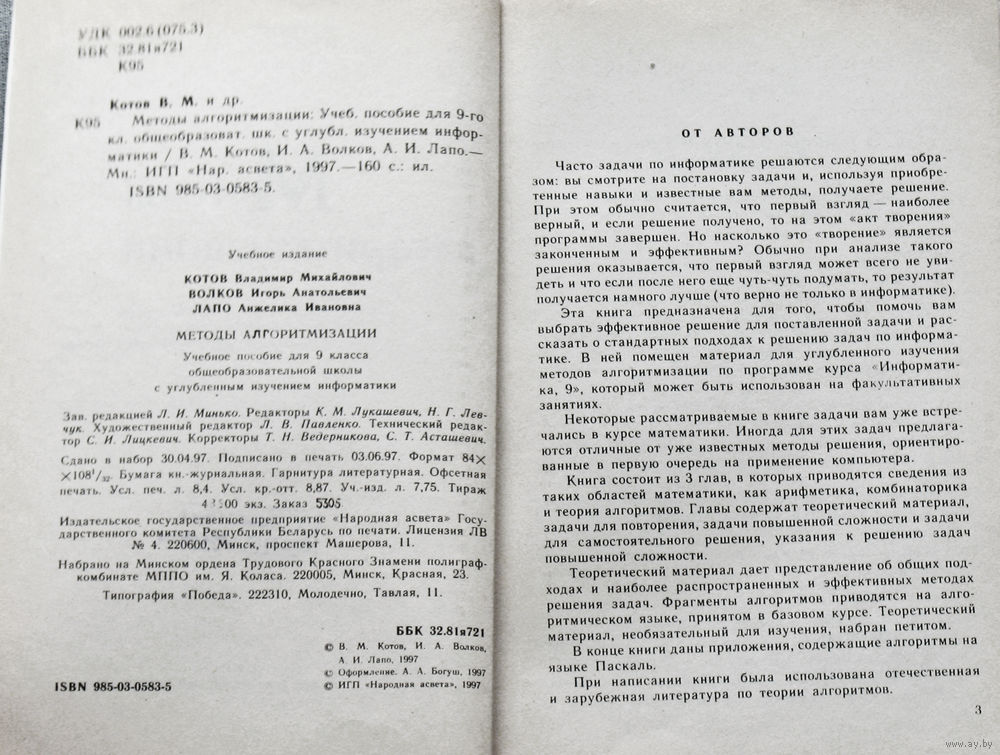 УДК 002.6(075.3)
ББК 32.81я721
К95
Котов В. М. и др.
К95 Методы алгоритмизации: Учеб. пособие для 9-го
кл. общеобразоват. шк. с углубл. изучением инфор-
матики / В. М. Котов, И. А. Волков, А. И. Лапо.—
Мн.: ИГП «Нар. асвета», 1997.—160 с.: ил.
ISBN 985-03-0583-5.
Учебное издание
КОТОВ Владимир Михайлович
ВОЛКОВ Игорь Анатольевич
ЛАПО Анжелика Ивановна
МЕТОДЫ АЛГОРИТМИЗАЦИИ
Учебное пособие для 9 класса
общеобразовательной школы
с углубленным изучением информатики
Зав. редакцией Л. И. Минько. Редакторы К. М. Лукашевич, Н. Г. Лев-
чук. Художественный редактор Л. В. Павленко. Технический редак-
тор С. И. Лицкевич. Корректоры Т. Н. Ведерникова, С. Т. Асташевич.
Сдано в набор 30.04.97. Подписано в печать 03.06.97. Формат 84×
×108¹/₃₂. Бумага кн.-журнальная. Гарнитура литературная. Офсетная
печать. Усл. печ. л. 8,4. Усл. кр.-отт. 8,87. Уч.-изд. л. 7,75. Тираж
экз. Заказ 5305
Издательское государственное предприятие «Народная асвета» Госу-
дарственного комитета Республики Беларусь по печати. Лицензия ЛВ
№ 4. 220600, Минск, проспект Машерова, 11.
Набрано на Минском ордена Трудового Красного Знамени полиграф-
комбинате МППО им. Я. Коласа. 220005, Минск, Красная, 23.
Типография «Победа». 222310, Молодечно, Тавлая, 11.
ББК 32.81я721
© В. М. Котов, И. А. Волков,
А. И. Лапо, 1997
© Оформление. А. А. Богуш, 1997
© ИГП «Народная асвета», 1997
ISBN 985-03-0583-5
ОТ АВТОРОВ
Часто задачи по информатике решаются следующим обра-
зом: вы смотрите на постановку задачи и, используя приобре-
тенные навыки и известные вам методы, получаете решение.
При этом обычно считается, что первый взгляд — наиболее
верный, и если решение получено, то на этом «акт творения»
программы завершен. Но насколько это «творение» является
законченным и эффективным? Обычно при анализе такого
решения оказывается, что первый взгляд может всего не уви-
деть и что если после него еще чуть-чуть подумать, то результат
получается намного лучше (что верно не только в информатике).
Эта книга предназначена для того, чтобы помочь вам
выбрать эффективное решение для поставленной задачи и рас-
сказать о стандартных подходах к решению задач по информа-
тике. В ней помещен материал для углубленного изучения
методов алгоритмизации по программе курса «Информати-
ка, 9», который может быть использован на факультативных
занятиях.
Некоторые рассматриваемые в книге задачи вам уже встре-
чались в курсе математики. Иногда для этих задач предлага-
ются отличные от уже известных методы решения, ориентиро-
ванные в первую очередь на применение компьютера.
Книга состоит из 3 глав, в которых приводятся сведения из
таких областей математики, как арифметика, комбинаторика
и теория алгоритмов. Главы содержат теоретический материал,
задачи для повторения, задачи повышенной сложности и задачи
для самостоятельного решения, указания к решению задач
повышенной сложности.
Теоретический материал дает представление об общих под-
ходах и наиболее распространенных и эффективных методах
решения задач. Фрагменты алгоритмов приводятся на алго-
ритмическом языке, принятом в базовом курсе. Теоретический
материал, необязательный для изучения, набран петитом.
В конце книги даны приложения, содержащие алгоритмы на
языке Паскаль.
При написании книги была использована отечественная
и зарубежная литература по теории алгоритмов.
3
www.ay.by